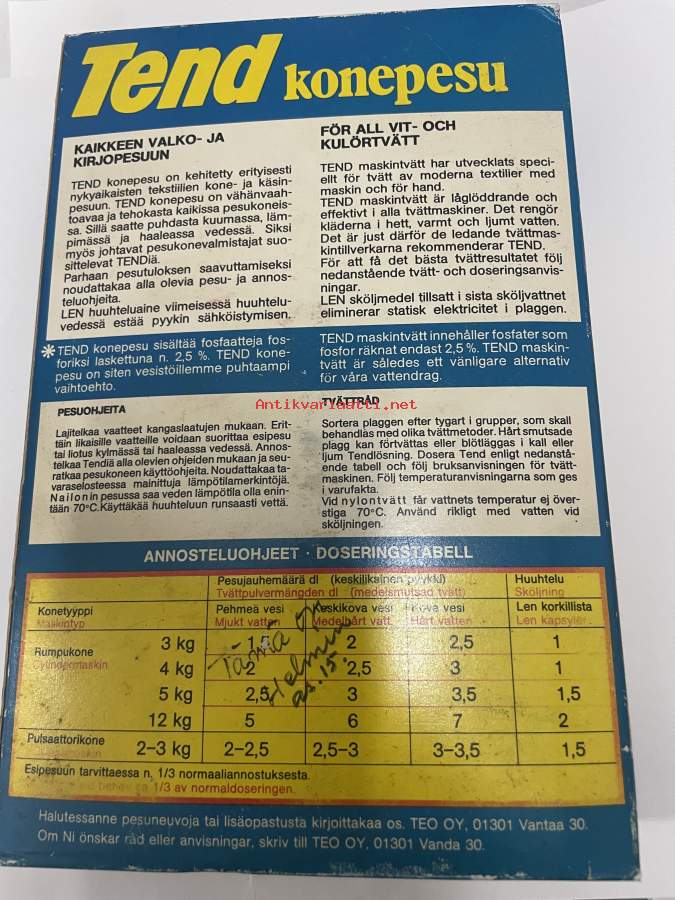 Tend konepesu
KAIKKEEN VALKO- JA
KIRJOPESUUN
TEND konepesu on kehitetty erityisesti
nykyaikaisten tekstiilien kone- ja käsin-
pesuun. TEND konepesu on vähänvaah-
toavaa ja tehokasta kaikissa pesukoneis-
sa. Sillä saatte puhdasta kuumassa, läm-
pimässä ja haaleassa vedessä. Siksi
myös johtavat pesukonevalmistajat suo-
sittelevat TENDiä.
Parhaan pesutuloksen saavuttamiseksi
noudattakaa alla olevia pesu- ja annos-
teluohjeita.
LEN huuhteluaine viimeisessä huuhtelu-
vedessä estää pyykin sähköistymisen.
FÖR ALL VIT- OCH
KULÖRTVÄTT
TEND maskintvätt har utvecklats speci-
ellt för tvätt av moderna textilier med
maskin och för hand.
TEND maskintvätt är låglöddrande och
effektivt i alla tvättmaskiner. Det rengör
kläderna i hett, varmt och ljumt vatten.
Det är just därför de ledande tvättmas-
kintillverkarna rekommenderar TEND.
För att få det bästa tvättresultatet följ
nedanstående tvätt- och doseringsanvis-
ningar.
LEN sköljmedel tillsatt i sista sköljvattnet
eliminerar statisk elektricitet i plaggen.
*TEND konepesu sisältää fosfaatteja fos-
foriksi laskettuna n. 2,5 %. TEND kone-
pesu on siten vesistöillemme puhtaampi
vaihtoehto.
TEND maskintvätt innehåller fosfater som
fosfor räknat endast 2,5 %. TEND maskin-
tvätt är således ett vänligare alternativ
för våra vattendrag.
Antikvariaatti.net
PESUOHJEITA
Lajitelkaa vaatteet kangaslaatujen mukaan. Erit-
täin likaisille vaatteille voidaan suorittaa esipesu
tai liotus kylmässä tai haaleassa vedessä. Annos-
telkaa Tendiä alla olevien ohjeiden mukaan ja seu-
ratkaa pesukoneen käyttöohjeita. Noudattakaa ta-
varaselosteessa mainittuja lämpötilamerkintöjä.
Nailonin pesussa saa veden lämpötila olla enin-
tään 70°C. Käyttäkää huuhteluun runsaasti vettä.
TVÄTTRÅD
Sortera plaggen efter tygart i grupper, som skall
behandlas med olika tvättmetoder. Hårt smutsade
plagg kan förtvättas eller blötläggas i kall eller
ljum Tendlösning. Dosera Tend enligt nedanstå-
ende tabell och följ bruksanvisningen för tvätt-
maskinen. Följ temperaturanvisningarna som ges
i varufakta.
Vid nylontvätt får vattnets temperatur ej över-
stiga 70°C. Använd rikligt med vatten vid
sköljningen.
ANNOSTELUOHJEET · DOSERINGSTABELL
Pesujauhemäärä dl (keskilikainen pyykki) Huuhtelu
Tvättpulvermängden dl (medelsmutsad tvätt) Sköljning
Konetyyppi Pehmeä vesi Keskikova vesi Kova vesi Len korkillista
Maskintyp Mjukt vatten Medelhårt vatt. Hårt vatten Len kapsyler
Rumpukone 3 kg 1,5 2 2,5 1
Cylindermaskin 4 kg 2 2,5 3 1
5 kg 2,5 3 3,5 1,5
12 kg 5 6 7 2
Pulsaattorikone 2–3 kg 2–2,5 2,5–3 3–3,5 1,5
Tämä on
Helmin
as.15.
Esipesuun tarvittaessa n. 1/3 normaaliannostuksesta.
1/3 av normaldoseringen.
Halutessanne pesuneuvoja tai lisäopastusta kirjoittakaa os. TEO OY, 01301 Vantaa 30.
Om Ni önskar råd eller anvisningar, skriv till TEO OY, 01301 Vanda 30.